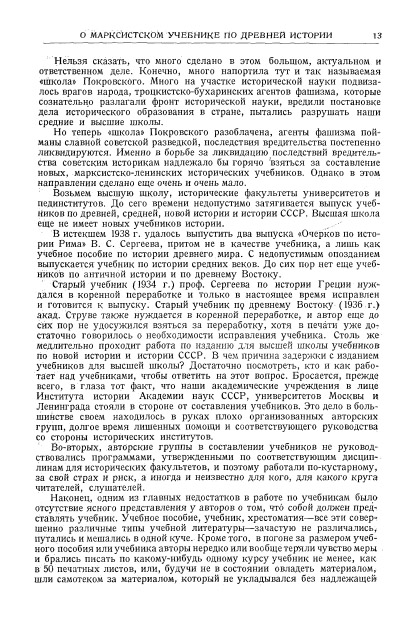 О МАРКСИСТСКОМ УЧЕБНИКЕ ПО ДРЕВНЕЙ ИСТОРИИ 13
Нельзя сказать, что много сделано в этом большом, актуальном и
ответственном деле. Конечно, много напортила тут и так называемая
«школа» Покровского. Много на участке исторической науки подвиза-
лось врагов народа, троцкистско-бухаринских агентов фашизма, которые
сознательно разлагали фронт исторической науки, вредили постановке
дела исторического образования в стране, пытались разрушать наши
средние и высшие школы.
Но теперь «школа» Покровского разоблачена, агенты фашизма пой-
маны славной советской разведкой, последствия вредительства постепенно
ликвидируются. Именно в борьбе за ликвидацию последствий вредитель-
ства советским историкам надлежало бы горячо взяться за составление
новых, марксистско-ленинских исторических учебников. Однако в этом
направлении сделано еще очень и очень мало.
Возьмем высшую школу, исторические факультеты университетов и
пединститутов. До сего времени недопустимо затягивается выпуск учеб-
ников по древней, средней, новой истории и истории СССР. Высшая школа
еще не имеет новых учебников истории.
В истекшем 1938 г. удалось выпустить два выпуска «Очерков по исто-
рии Рима» В. С. Сергеева, притом не в качестве учебника, а лишь как
учебное пособие по истории древнего мира. С недопустимым опозданием
выпускается учебник по истории средних веков. До сих пор нет еще учеб-
ников по античной истории и по древнему Востоку.
Старый учебник (1934 г.) проф. Сергеева по истории Греции нуж-
дался в коренной переработке и только в настоящее время исправлен
и готовится к выпуску. Старый учебник по древнему Востоку (1936 г.)
акад. Струве также нуждается в коренной переработке, и автор еще до
сих пор не удосужился взяться за переработку, хотя в печати уже до-
статочно говорилось о необходимости исправления учебника. Столь же
медлительно проходит работа по изданию для высшей школы учебников
по новой истории и истории СССР. В чем причина задержки с изданием
учебников для высшей школы? Достаточно посмотреть, кто и как рабо-
тает над учебниками, чтобы ответить на этот вопрос. Бросается, прежде
всего, в глаза тот факт, что наши академические учреждения в лице
Института истории Академии наук СССР, университетов Москвы и
Ленинграда стояли в стороне от составления учебников. Это дело в боль-
шинстве своем находилось в руках плохо организованных авторских
групп, долгое время лишенных помощи и соответствующего руководства
со стороны исторических институтов.
Во-вторых, авторские группы в составлении учебников не руковод-
ствовались программами, утвержденными по соответствующим дисцип-
линам для исторических факультетов, и поэтому работали по-кустарному,
за свой страх и риск, а иногда и неизвестно для кого, для какого круга
читателей, слушателей.
Наконец, одним из главных недостатков в работе по учебникам было
отсутствие ясного представления у авторов о том, что собой должен пред-
ставлять учебник. Учебное пособие, учебник, хрестоматия—все эти совер-
шенно различные типы учебной литературы—зачастую не различались,
путались и мешались в одной куче. Кроме того, в погоне за размером учеб-
ного пособия или учебника авторы нередко или вообще теряли чувство меры
и брались писать по какому-нибудь одному курсу учебник не менее, как
в 50 печатных листов, или, будучи не в состоянии овладеть материалом,
шли самотеком за материалом, который не укладывался без надлежащей